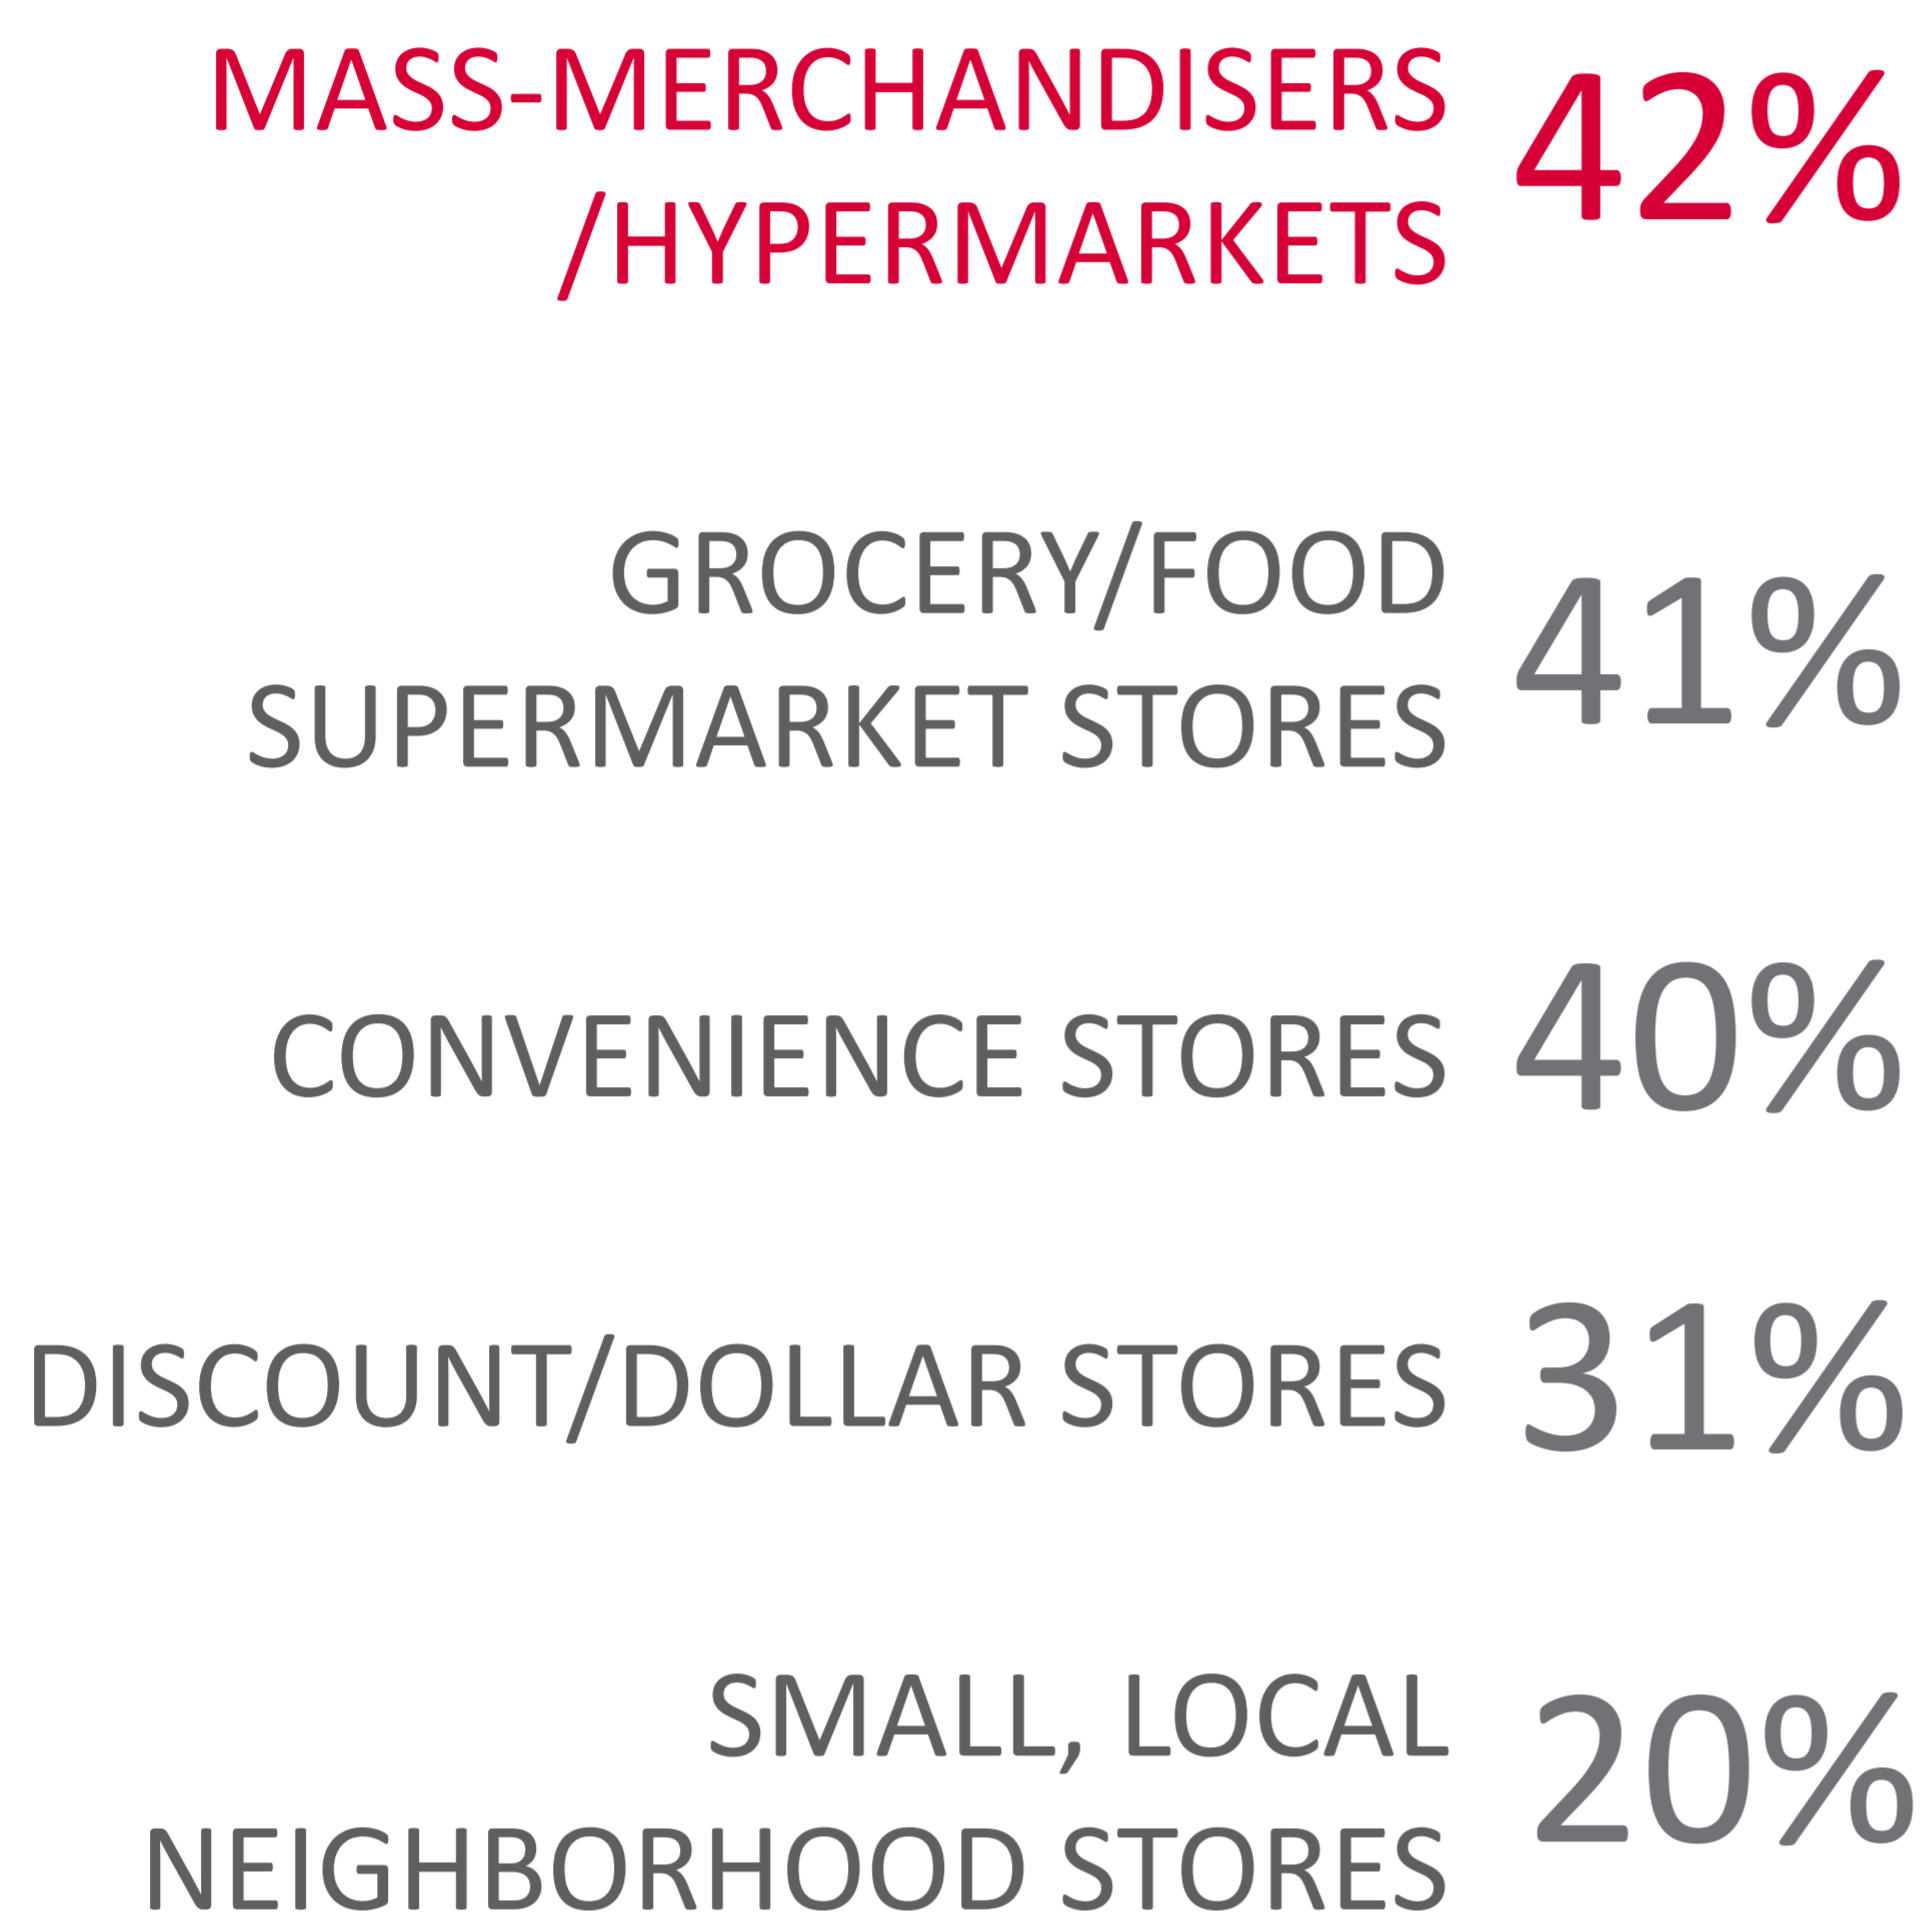 MASS-MERCHANDISERS
/HYPERMARKETS
42%
GROCERY/FOOD
SUPERMARKET STORES
41%
CONVENIENCE STORES
40%
DISCOUNT/DOLLAR STORES
31%
SMALL, LOCAL
NEIGHBORHOOD STORES
20%